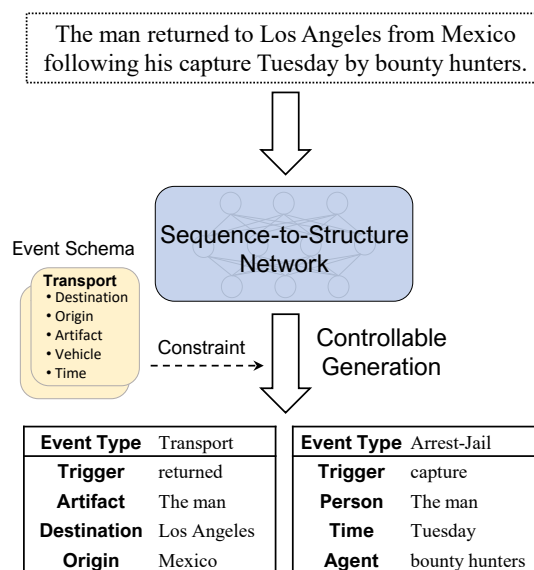 The man returned to Los Angeles from Mexico
following his capture Tuesday by bounty hunters.
Sequence-to-Structure
Network
Event Schema
Transport
• Destination
• Origin
• Artifact
• Vehicle
• Time
Constraint
Controllable
Generation
Event Type Transport
Trigger returned
Artifact The man
Destination Los Angeles
Origin Mexico
Event Type Arrest-Jail
Trigger capture
Person The man
Time Tuesday
Agent bounty hunters